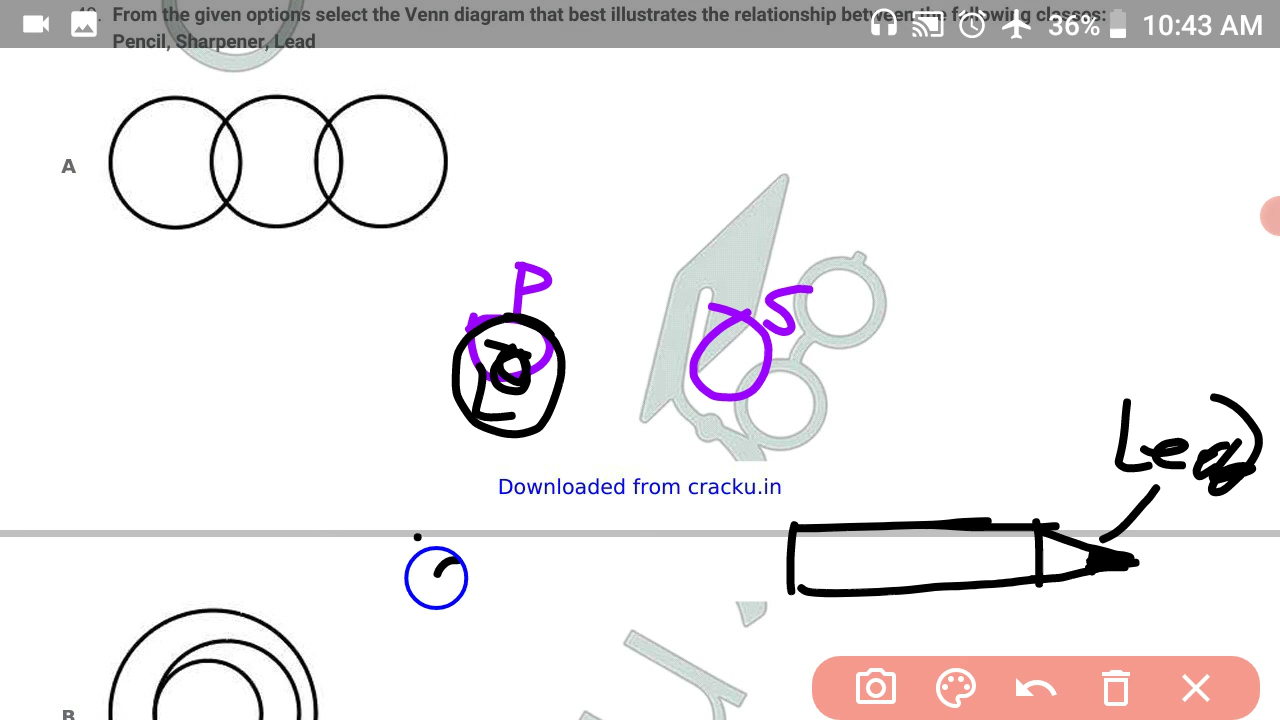 From the given options select the Venn diagram that best illustrates the relationship between the following classes:
Pencil, Sharpener, Lead
36% 10:43 AM
A
P
S
L
Lead
Downloaded from cracku.in
B